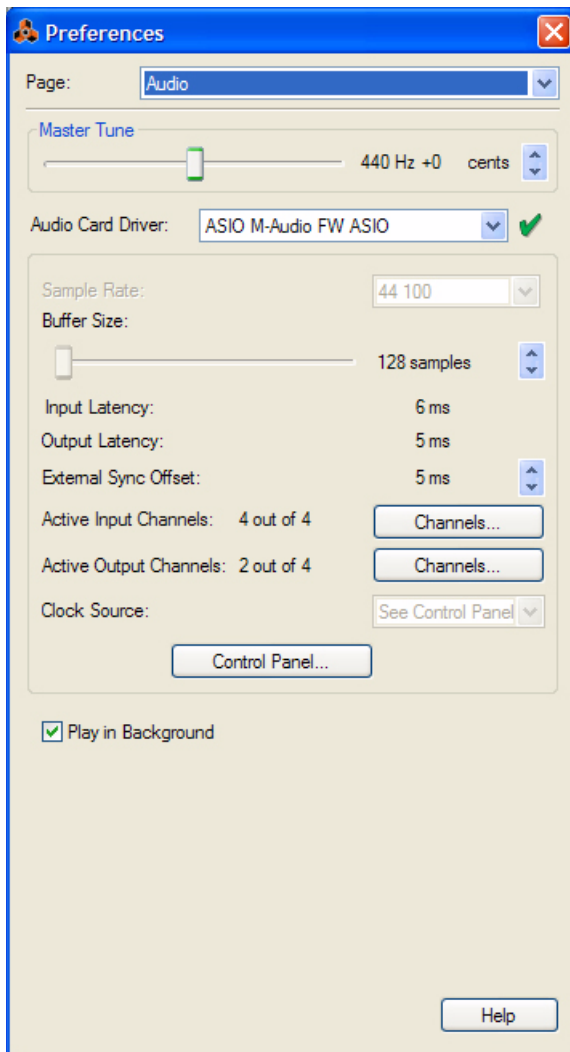 Preferences
Page: Audio
Master Tune
440 Hz +0 cents
Audio Card Driver: ASIO M-Audio FW ASIO
Sample Rate: 44 100
Buffer Size:
128 samples
Input Latency: 6 ms
Output Latency: 5 ms
External Sync Offset: 5 ms
Active Input Channels: 4 out of 4 Channels...
Active Output Channels: 2 out of 4 Channels...
Clock Source: See Control Panel
Control Panel...
Play in Background
Help